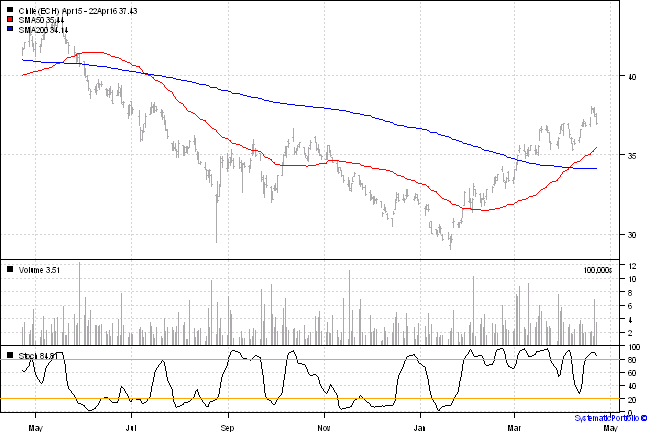 Chile (ECH) Apr15 - 22Apr16 37.43
SMA50 35.44
SMA200 34.14
40
35
30
Volume 3.51
100,000s
12
10
8
6
4
2
Stoch 84.51
100
80
60
40
20
0
May Jul Sep Nov Jan Mar May
SystematicPortfolio ©